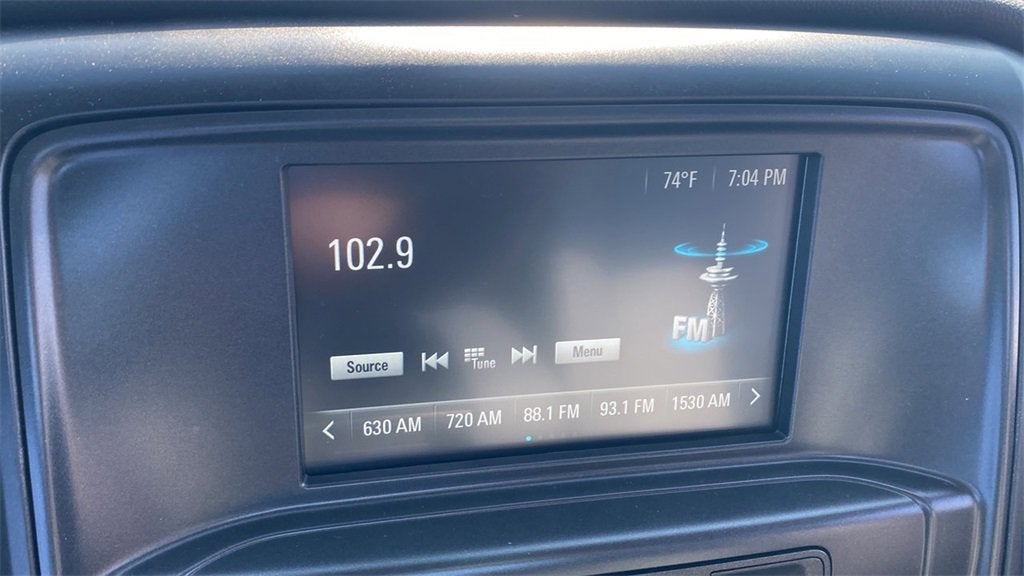 74°F 7:04 PM
102.9
FM
Source Tune Menu
630 AM 720 AM 88.1 FM 93.1 FM 1530 AM